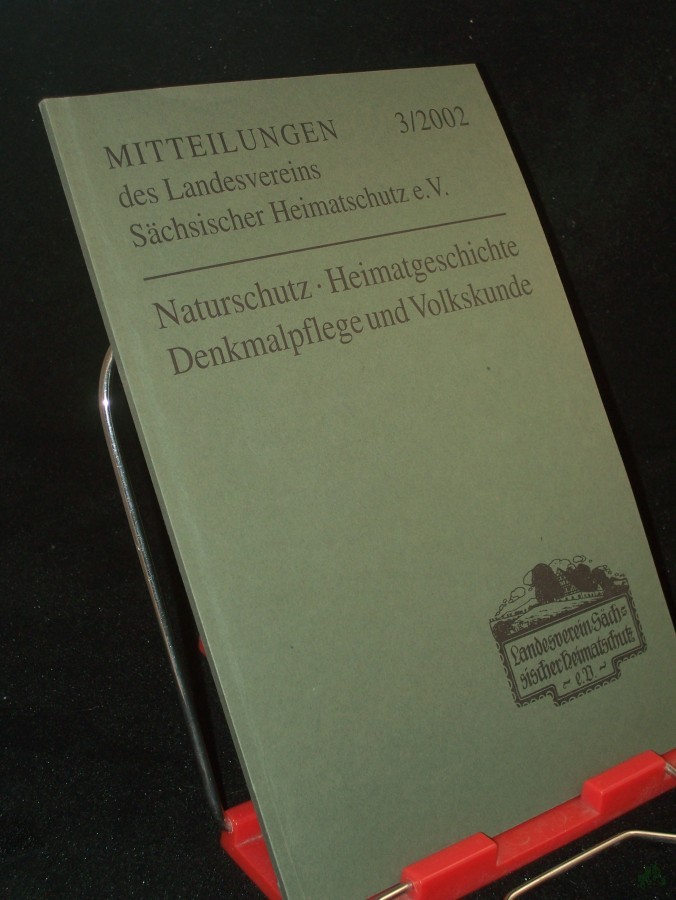 MITTEILUNGEN 3/2002
des Landesvereins
Sächsischer Heimatschutz e.V.
Naturschutz · Heimatgeschichte
Denkmalpflege und Volkskunde
Landesverein Säch=
sischer Heimatschutz
e.V.